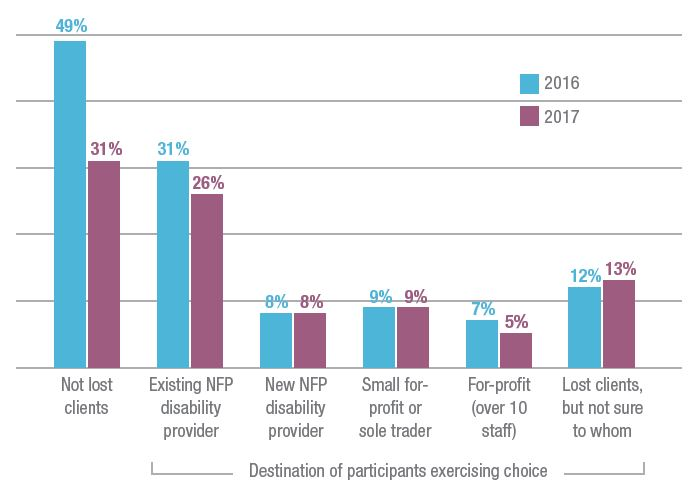 49%
31%
31%
26%
8%
8%
9%
9%
7%
5%
12%
13%
2016
2017
Not lost
clients
Existing NFP
disability
provider
New NFP
disability
provider
Small for-
profit or
sole trader
For-profit
(over 10
staff)
Lost clients,
but not sure
to whom
Destination of participants exercising choice